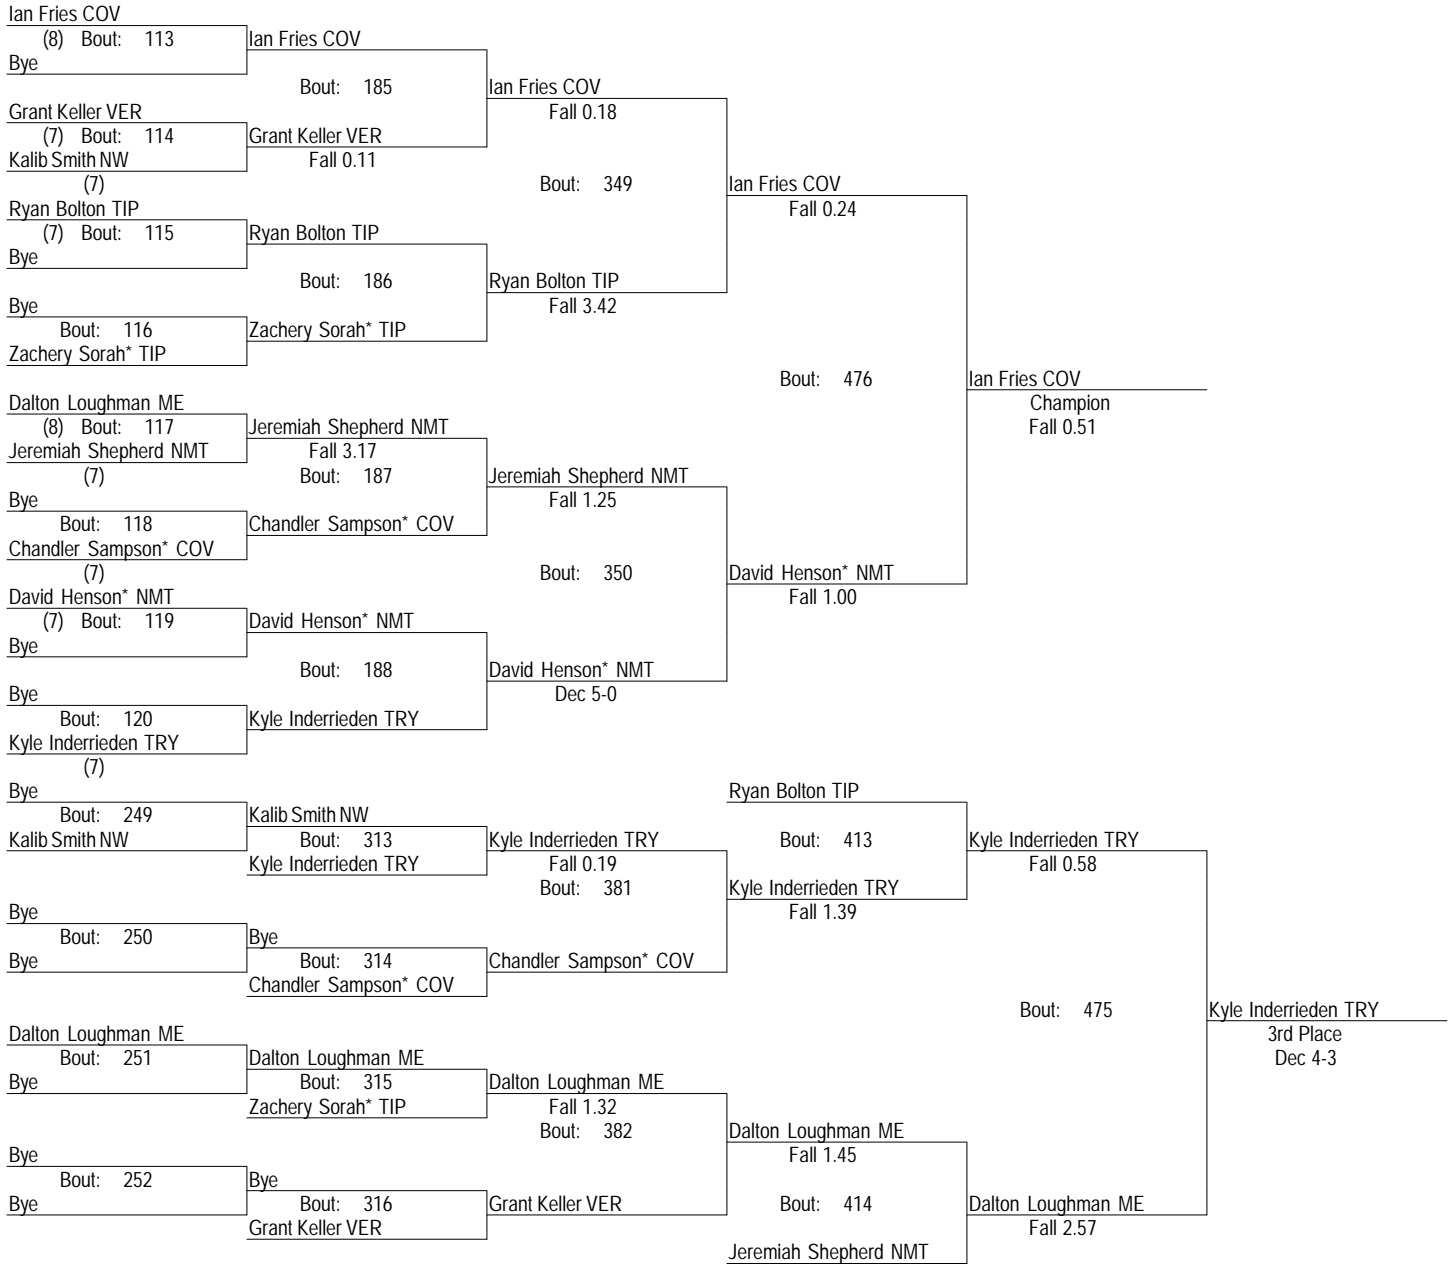 Ian Fries COV
(8) Bout: 113
Ian Fries COV
Bye
Bout: 185
Ian Fries COV
Fall 0.18
Grant Keller VER
(7) Bout: 114
Grant Keller VER
Kalib Smith NW
Fall 0.11
(7)
Bout: 349
Ian Fries COV
Fall 0.24
Ryan Bolton TIP
(7) Bout: 115
Ryan Bolton TIP
Bye
Bout: 186
Ryan Bolton TIP
Fall 3.42
Bye
Bout: 116
Zachery Sorah* TIP
Zachery Sorah* TIP
Bout: 476
Ian Fries COV
Champion
Fall 0.51
Dalton Loughman ME
(8) Bout: 117
Jeremiah Shepherd NMT
Jeremiah Shepherd NMT
Fall 3.17
(7)
Bout: 187
Jeremiah Shepherd NMT
Fall 1.25
Bye
Bout: 118
Chandler Sampson* COV
Chandler Sampson* COV
(7)
Bout: 350
David Henson* NMT
Fall 1.00
David Henson* NMT
(7) Bout: 119
David Henson* NMT
Bye
Bout: 188
David Henson* NMT
Dec 5-0
Bye
Bout: 120
Kyle Inderrieden TRY
Kyle Inderrieden TRY
(7)
Bye
Ryan Bolton TIP
Bout: 249
Kalib Smith NW
Kalib Smith NW
Bout: 313
Kyle Inderrieden TRY
Bout: 413
Kyle Inderrieden TRY
Kyle Inderrieden TRY
Fall 0.19
Fall 0.58
Bout: 381
Kyle Inderrieden TRY
Fall 1.39
Bye
Bout: 250
Bye
Bye
Bout: 314
Chandler Sampson* COV
Chandler Sampson* COV
Bout: 475
Kyle Inderrieden TRY
3rd Place
Dec 4-3
Dalton Loughman ME
Bout: 251
Dalton Loughman ME
Bye
Bout: 315
Dalton Loughman ME
Zachery Sorah* TIP
Fall 1.32
Bout: 382
Dalton Loughman ME
Fall 1.45
Bye
Bout: 252
Bye
Bye
Bout: 316
Grant Keller VER
Bout: 414
Dalton Loughman ME
Grant Keller VER
Fall 2.57
Jeremiah Shepherd NMT